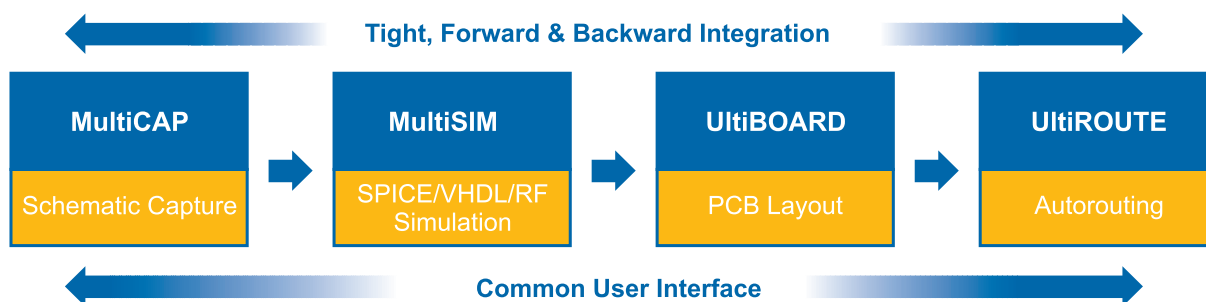 Tight, Forward & Backward Integration
MultiCAP
MultiSIM
UltiBOARD
UltiROUTE
Schematic Capture
SPICE/VHDL/RF
Simulation
PCB Layout
Autorouting
Common User Interface